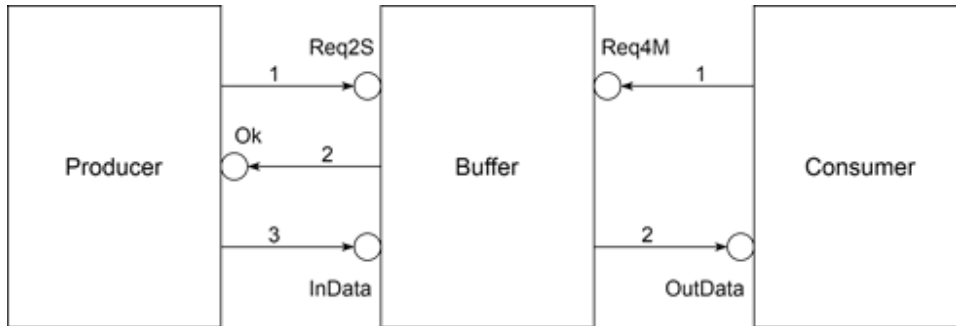 Req2S
Req4M
1
1
Ok
2
Producer
Buffer
Consumer
3
2
InData
OutData